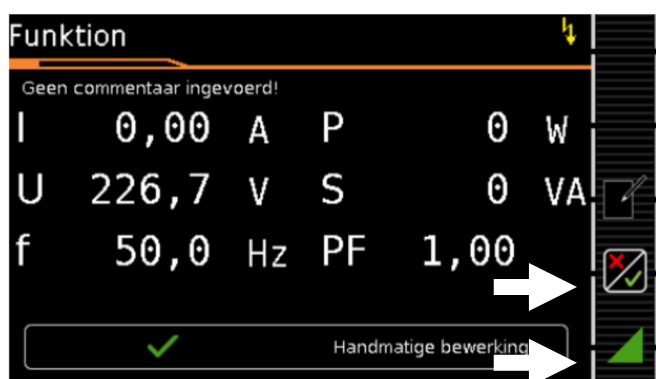 Funktion
Geen commentaar ingevoerd!
I 0,00 A P 0 W
U 226,7 V S 0 VA
f 50,0 Hz PF 1,00
Handmatige bewerking